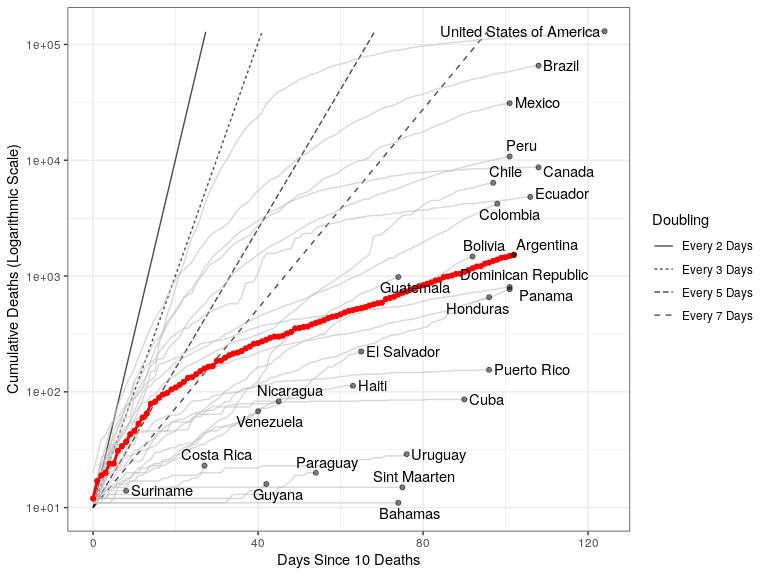 United States of America
1e+05
Brazil
Mexico
Peru
1e+04
Chile
Canada
Ecuador
Colombia
Doubling
Every 2 Days
Every 3 Days
Every 5 Days
Every 7 Days
Bolivia
Argentina
1e+03
Dominican Republic
Guatemala
Panama
Honduras
El Salvador
Puerto Rico
1e+02
Nicaragua
Haiti
Cuba
Venezuela
Costa Rica
Paraguay
Uruguay
Sint Maarten
Suriname
Guyana
1e+01
Bahamas
Cumulative Deaths (Logarithmic Scale)
0
40
80
120
Days Since 10 Deaths